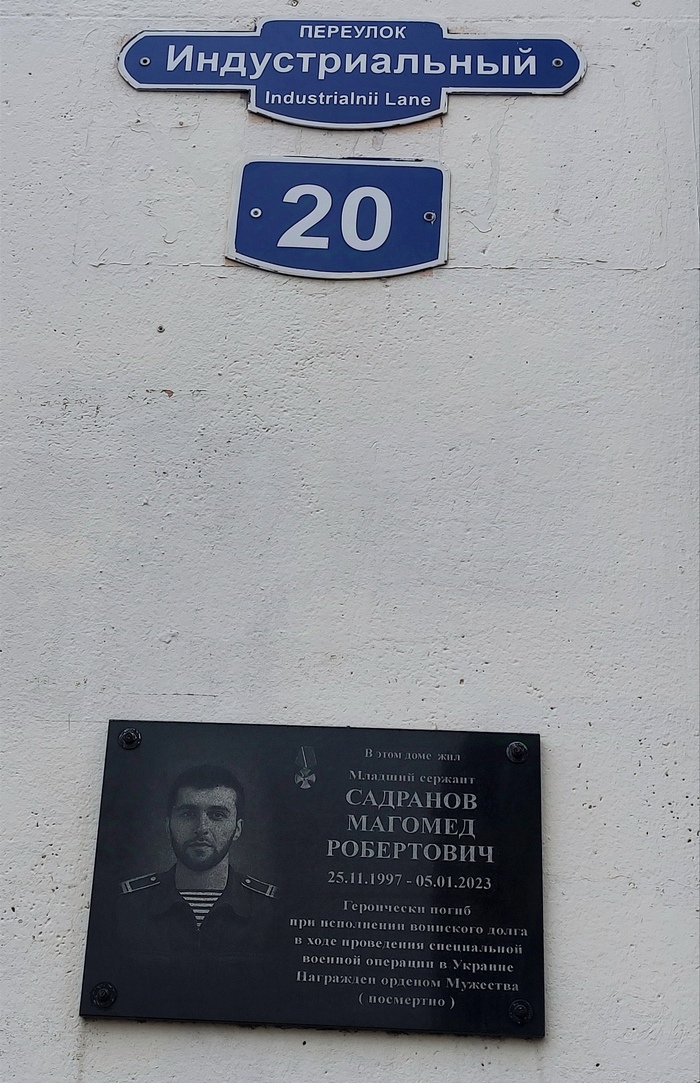 ПЕРЕУЛОК
Индустриальный
Industrialnii Lane
20
В этом доме жил
Младший сержант
САДРАНОВ
МАГОМЕД
РОБЕРТОВИЧ
25.11.1997 - 05.01.2023
Героически погиб
при исполнении воинского долга
в ходе проведения специальной
военной операции в Украине
Награжден орденом Мужества
( посмертно )